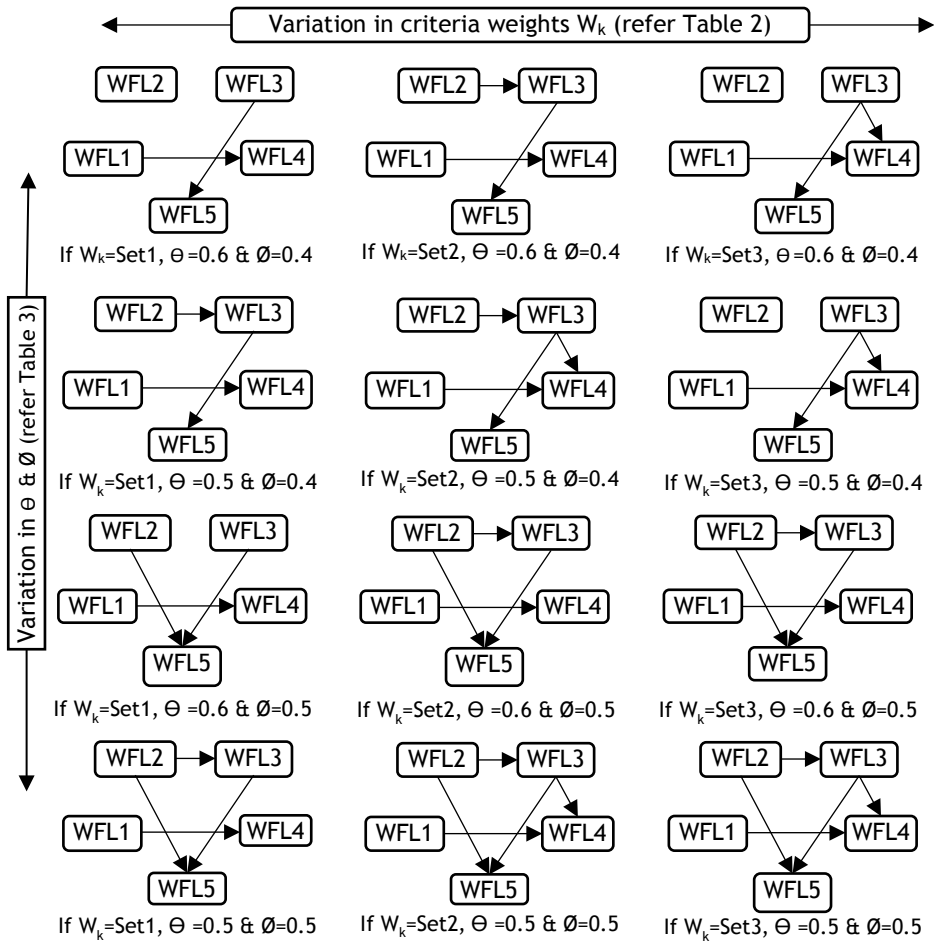 Variation in criteria weights Wk (refer Table 2)
Variation in Ɵ & Ø (refer Table 3)
WFL2 WFL3
WFL1 WFL4
WFL5
If Wk=Set1, Ɵ =0.6 & Ø=0.4
WFL2 WFL3
WFL1 WFL4
WFL5
If Wk=Set2, Ɵ =0.6 & Ø=0.4
WFL2 WFL3
WFL1 WFL4
WFL5
If Wk=Set3, Ɵ =0.6 & Ø=0.4
WFL2 WFL3
WFL1 WFL4
WFL5
If Wk=Set1, Ɵ =0.5 & Ø=0.4
WFL2 WFL3
WFL1 WFL4
WFL5
If Wk=Set2, Ɵ =0.5 & Ø=0.4
WFL2 WFL3
WFL1 WFL4
WFL5
If Wk=Set3, Ɵ =0.5 & Ø=0.4
WFL2 WFL3
WFL1 WFL4
WFL5
If Wk=Set1, Ɵ =0.6 & Ø=0.5
WFL2 WFL3
WFL1 WFL4
WFL5
If Wk=Set2, Ɵ =0.6 & Ø=0.5
WFL2 WFL3
WFL1 WFL4
WFL5
If Wk=Set3, Ɵ =0.6 & Ø=0.5
WFL2 WFL3
WFL1 WFL4
WFL5
If Wk=Set1, Ɵ =0.5 & Ø=0.5
WFL2 WFL3
WFL1 WFL4
WFL5
If Wk=Set2, Ɵ =0.5 & Ø=0.5
WFL2 WFL3
WFL1 WFL4
WFL5
If Wk=Set3, Ɵ =0.5 & Ø=0.5